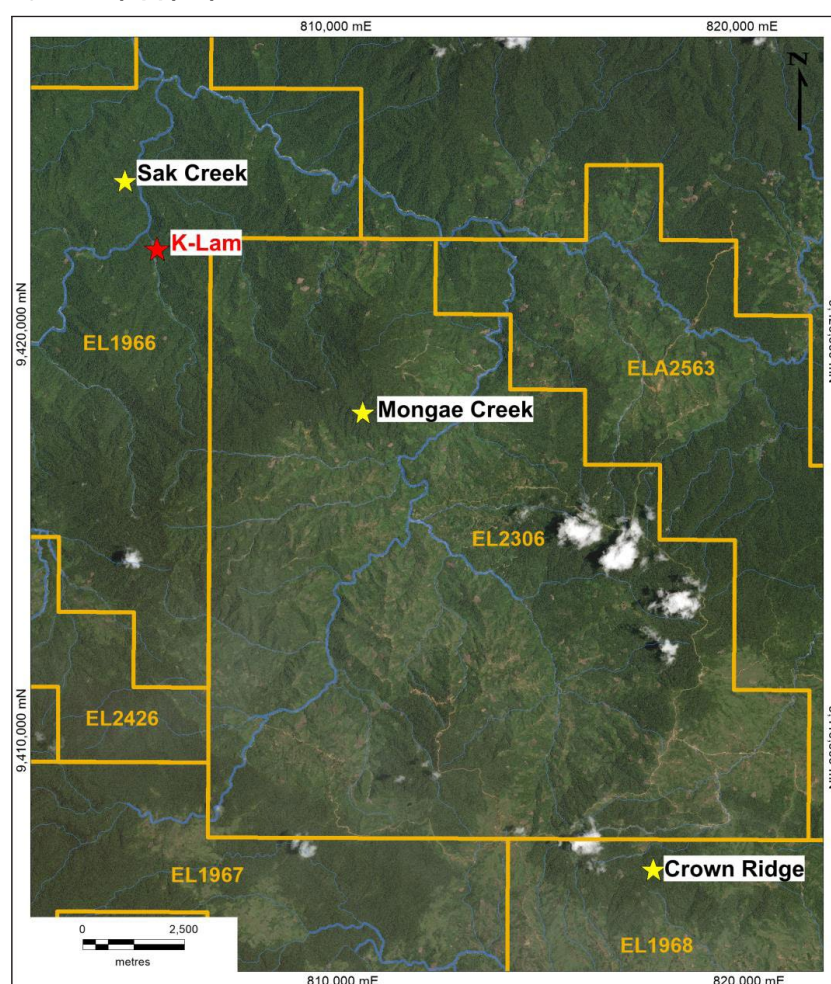 810,000 mE
820,000 mE
N
Sak Creek
K-Lam
9,420,000 mN
EL1966
ELA2563
Mongae Creek
EL2306
EL2426
9,410,000 mN
EL1967
Crown Ridge
EL1968
0
2,500
metres
810,000 mE
820,000 mE